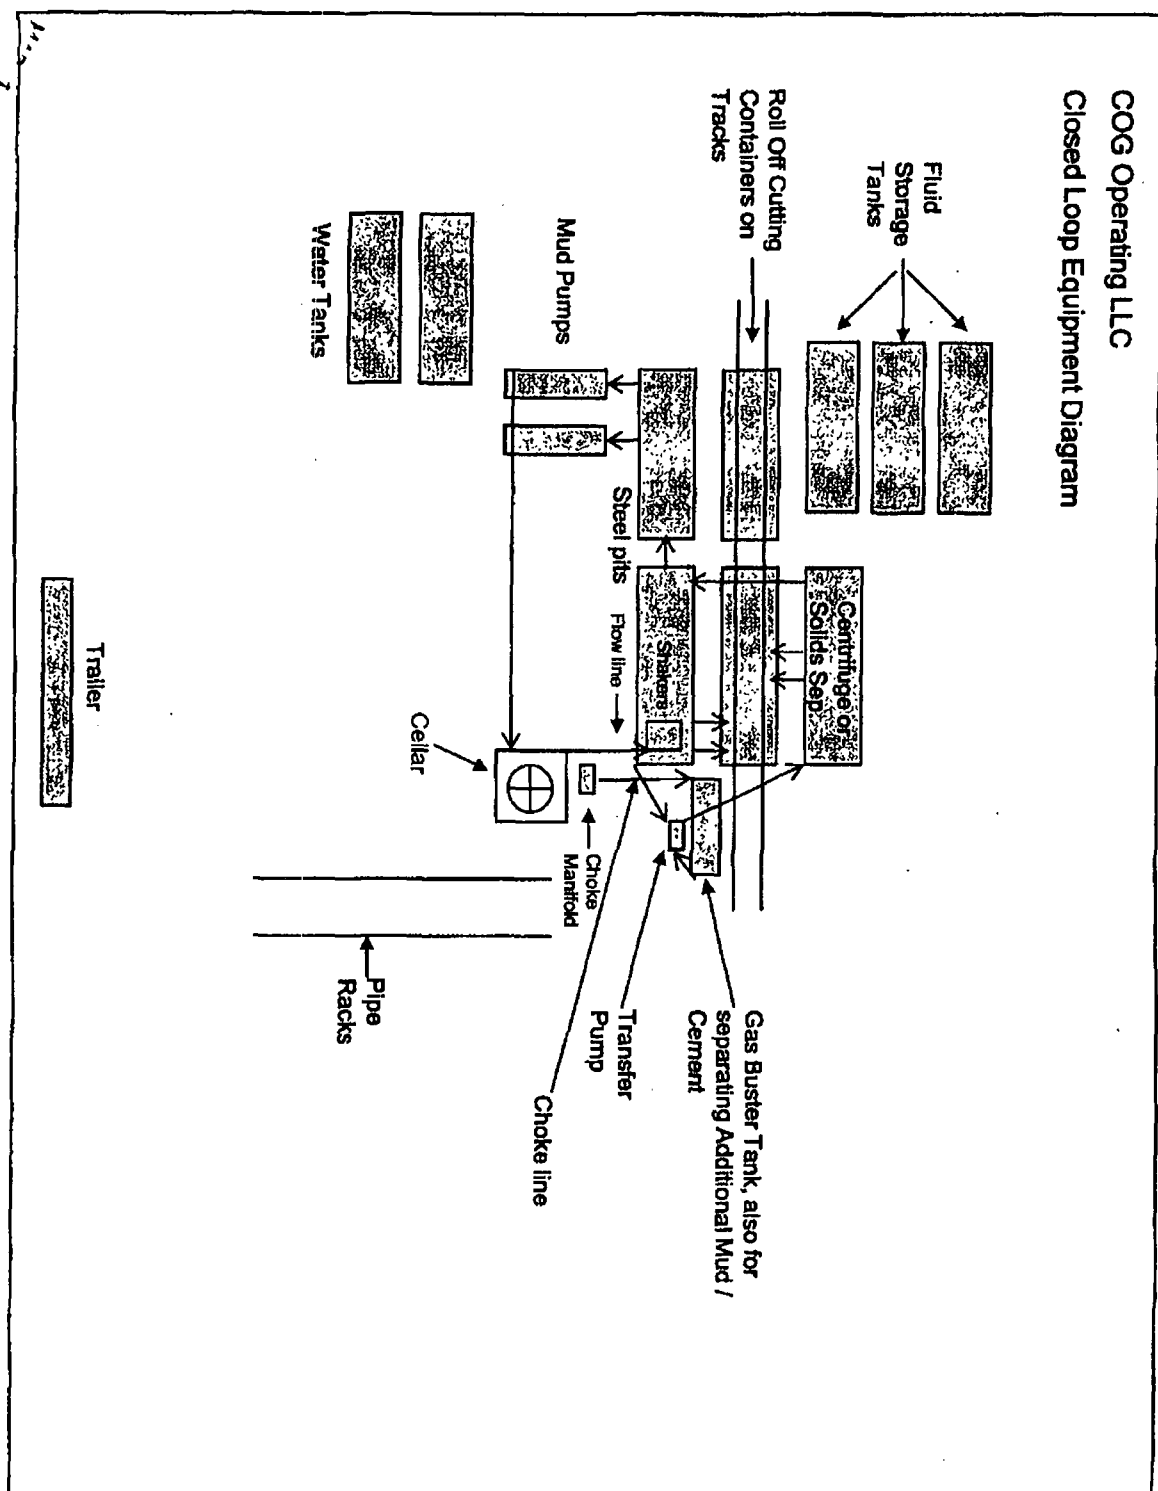 COG Operating LLC
Closed Loop Equipment Diagram
Fluid
Storage
Tanks
Roll Off Cutting
Containers on
Tracks
Centrifuge or
Solids Sep.
Gas Buster Tank, also for
separating Additional Mud /
Cement
Shakers
Steel pits
Flow line
Mud Pumps
Transfer
Pump
Choke
Manifold
Choke line
Cellar
Pipe
Racks
Water Tanks
Trailer